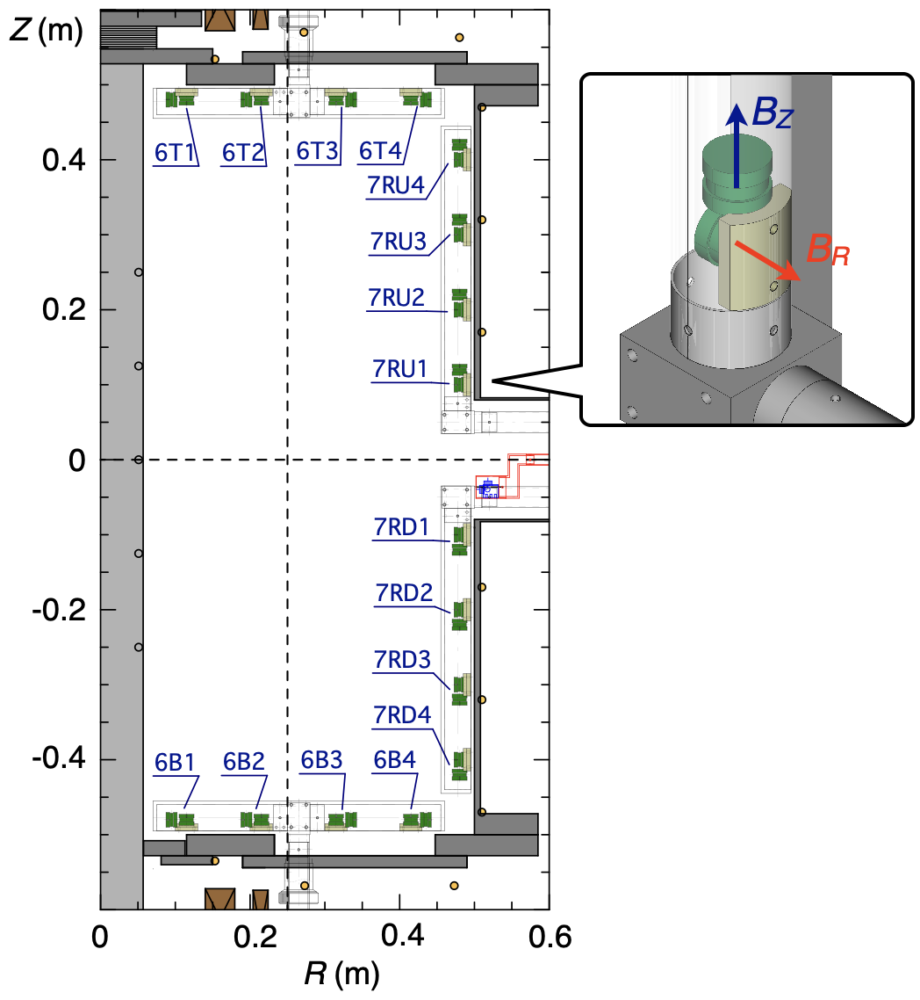 Z (m)
6T1 6T2 6T3 6T4
0.4
7RU4
7RU3
0.2
7RU2
7RU1
0
7RD1
-0.2
7RD2
7RD3
7RD4
-0.4
6B1 6B2 6B3 6B4
0 0.2 0.4 0.6
R (m)
BZ
BR